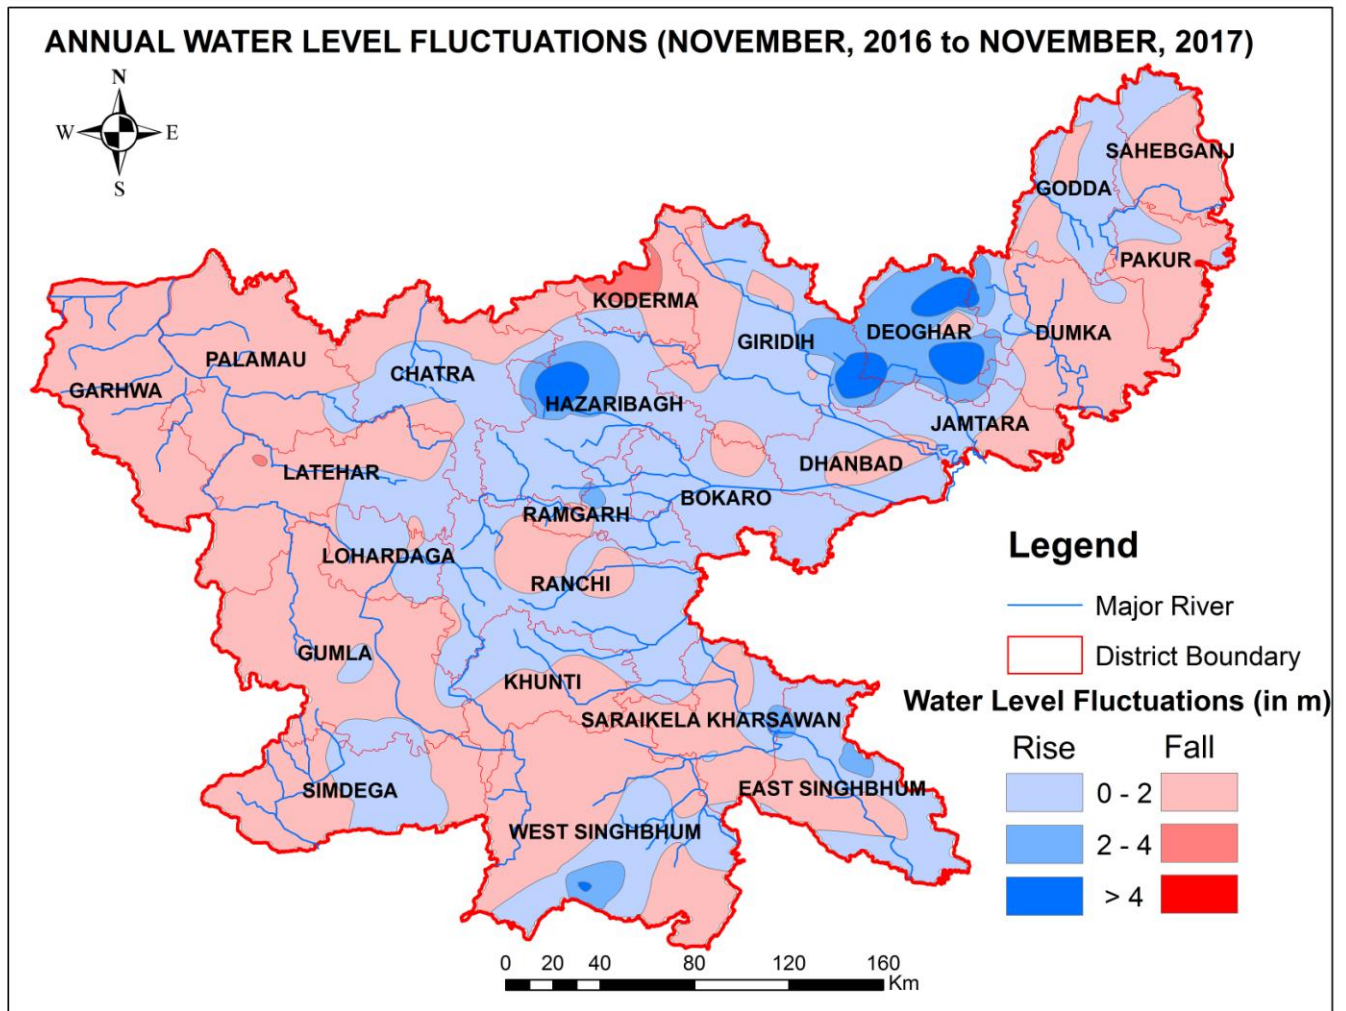 ANNUAL WATER LEVEL FLUCTUATIONS (NOVEMBER, 2016 to NOVEMBER, 2017)
N
W E
S
SAHEBGANJ
GODDA
PAKUR
KODERMA
DEOGHAR
DUMKA
GIRIDIH
PALAMAU
CHATRA
GARHWA
HAZARIBAGH
JAMTARA
LATEHAR
DHANBAD
BOKARO
RAMGARH
LOHARDAGA
RANCHI
GUMLA
KHUNTI
SARAIKELA KHARSAWAN
SIMDEGA
EAST SINGHBHUM
WEST SINGHBHUM
Legend
Major River
District Boundary
Water Level Fluctuations (in m)
Rise Fall
0 - 2
2 - 4
> 4
0 20 40 80 120 160
Km